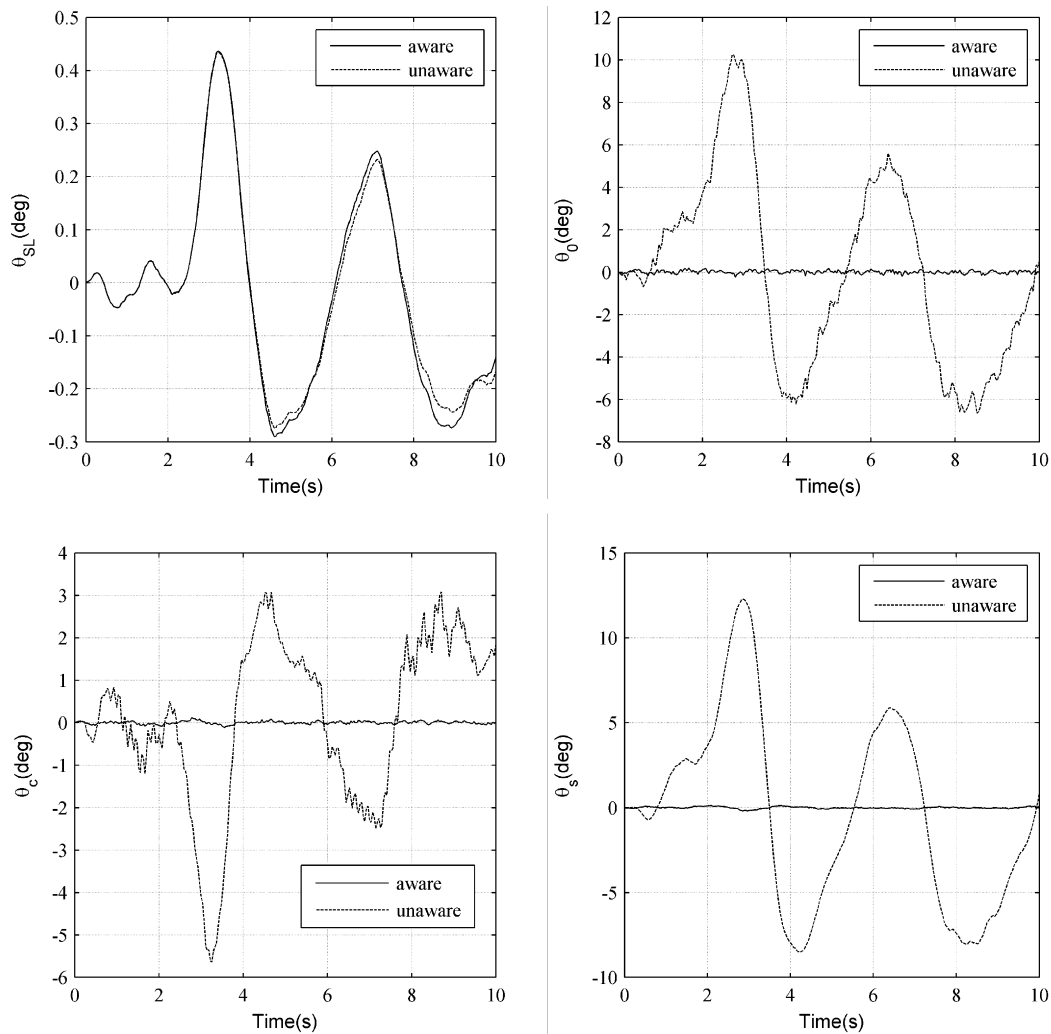 0.5
0.4
0.3
0.2
0.1
0
-0.1
-0.2
-0.3
θSL(deg)
0 2 4 6 8 10
Time(s)
aware
unaware
12
10
8
6
4
2
0
-2
-4
-6
-8
θ0(deg)
0 2 4 6 8 10
Time(s)
aware
unaware
4
3
2
1
0
-1
-2
-3
-4
-5
-6
θc(deg)
0 2 4 6 8 10
Time(s)
aware
unaware
15
10
5
0
-5
-10
θs(deg)
0 2 4 6 8 10
Time(s)
aware
unaware